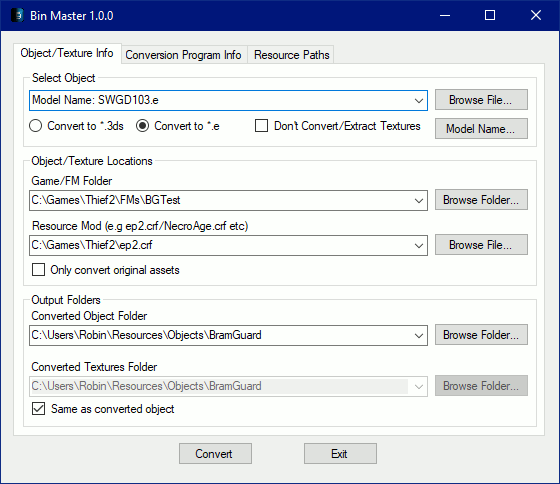 Bin Master 1.0.0
Object/Texture Info Conversion Program Info Resource Paths
Select Object
Model Name: SWGD103.e Browse File...
Convert to *.3ds Convert to *.e Don't Convert/Extract Textures Model Name...
Object/Texture Locations
Game/FM Folder
C:\Games\Thief2\FMs\BGTest Browse Folder...
Resource Mod (e.g ep2.crf/NecroAge.crf etc)
C:\Games\Thief2\ep2.crf Browse File...
Only convert original assets
Output Folders
Converted Object Folder
C:\Users\Robin\Resources\Objects\BramGuard Browse Folder...
Converted Textures Folder
C:\Users\Robin\Resources\Objects\BramGuard Browse Folder...
Same as converted object
Convert Exit